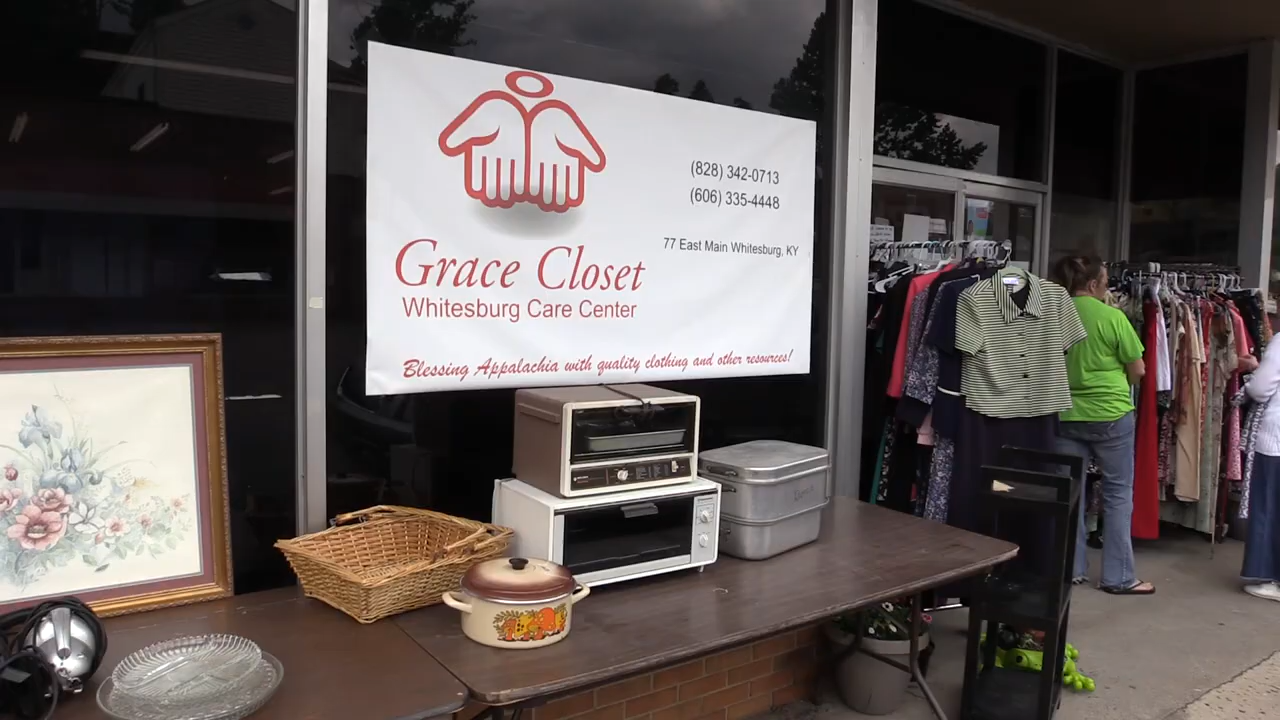 (828) 342-0713
(606) 335-4448
77 East Main Whitesburg, KY
Grace Closet
Whitesburg Care Center
Blessing Appalachia with quality clothing and other resources!